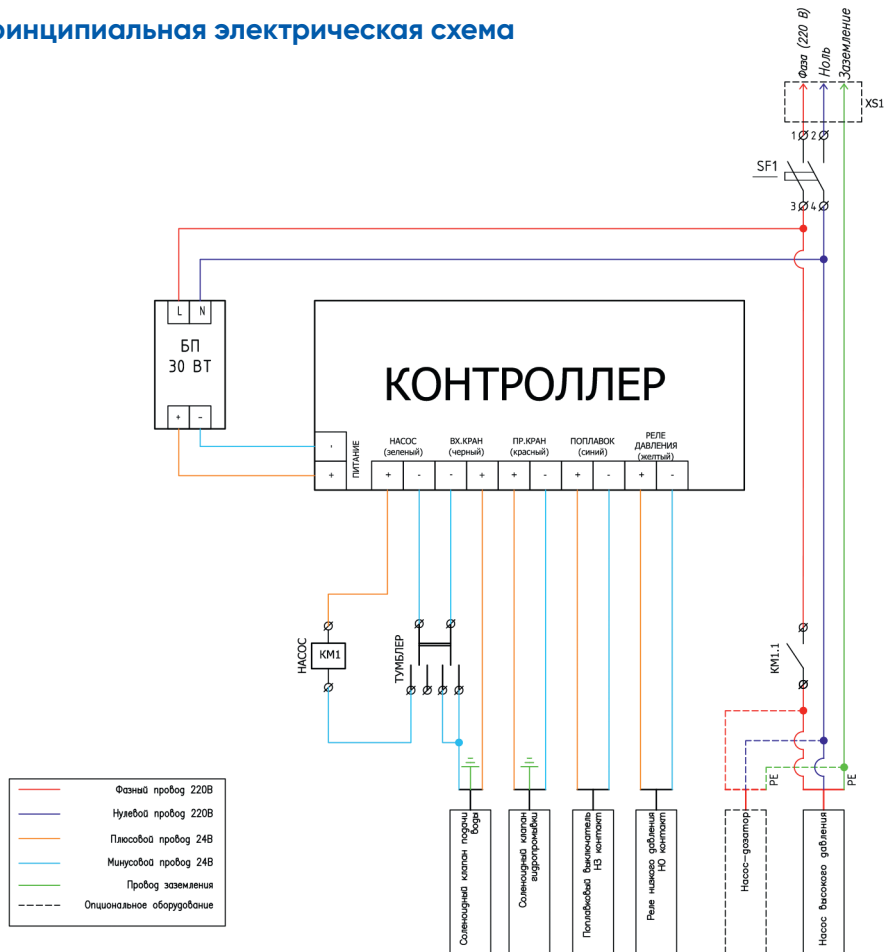 ринципиальная электрическая схема
Фаза (220 В)
Ноль
Заземление
XS1
1 2
SF1
3 4
L N
БП
30 ВТ
+ -
КОНТРОЛЛЕР
-
+
ПИТАНИЕ
НАСОС
(зеленый)
ВХ.КРАН
(черный)
ПР.КРАН
(красный)
ПОПЛАВОК
(синий)
РЕЛЕ
ДАВЛЕНИЯ
(желтый)
+ - - + + - + - + -
НАСОС
КМ1
ТУМБЛЕР
КМ1.1
PE
PE
Фазный провод 220В
Нулевой провод 220В
Плюсовой провод 24В
Минусовой провод 24В
Провод заземления
Опциональное оборудование
Соленоидный клапан подачи
воды
Соленоидный клапан
гидропромывки
Поплавковый выключатель
НЗ контакт
Реле низкого давления
НО контакт
Насос-дозатор
Насос высокого давления